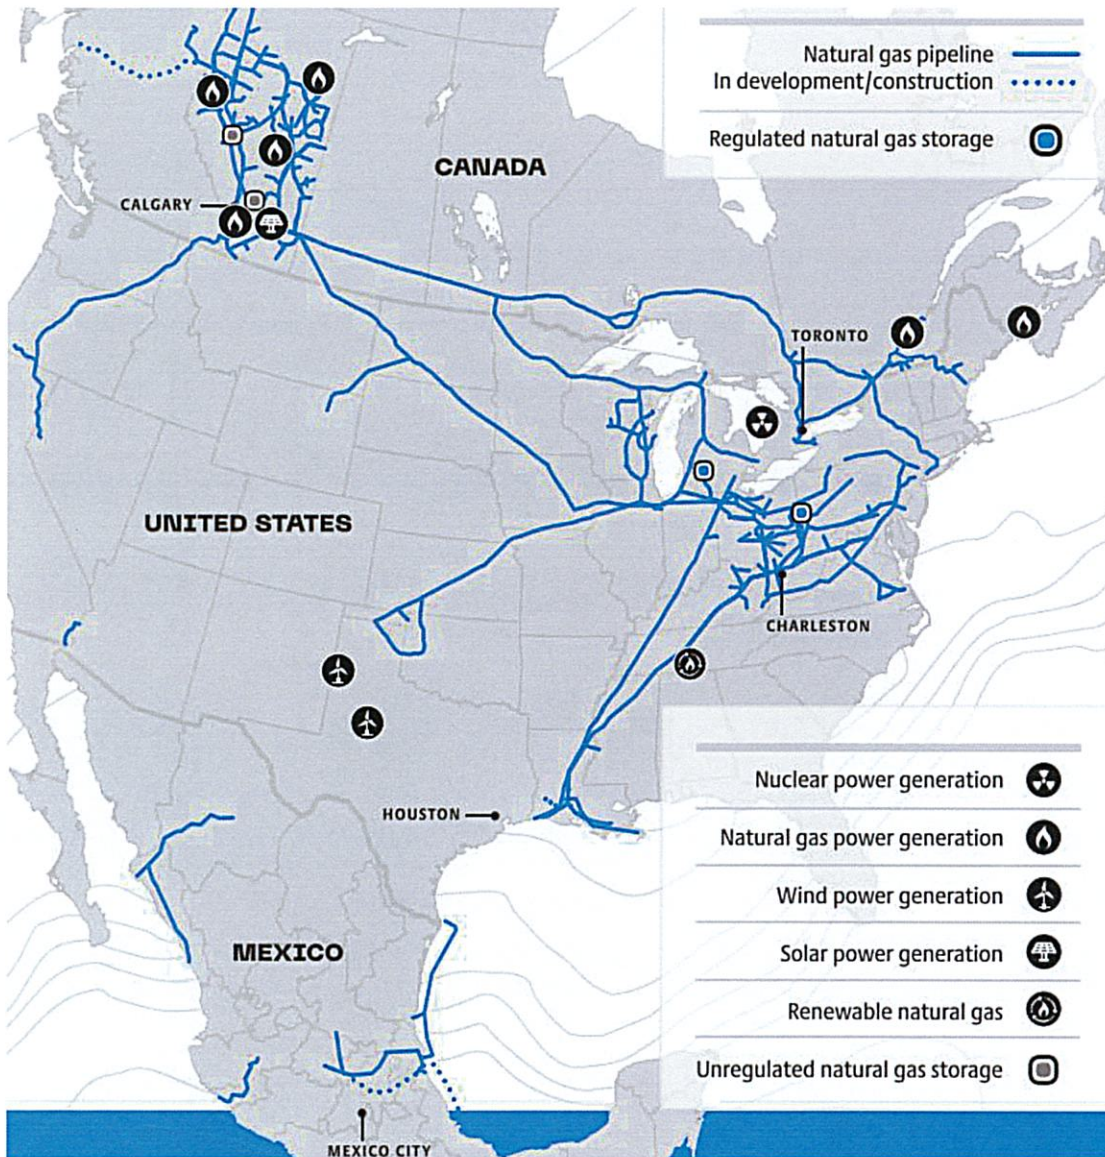 Natural gas pipeline
In development/construction
Regulated natural gas storage
CANADA
CALGARY
TORONTO
UNITED STATES
CHARLESTON
HOUSTON
MEXICO
MEXICO CITY
Nuclear power generation
Natural gas power generation
Wind power generation
Solar power generation
Renewable natural gas
Unregulated natural gas storage